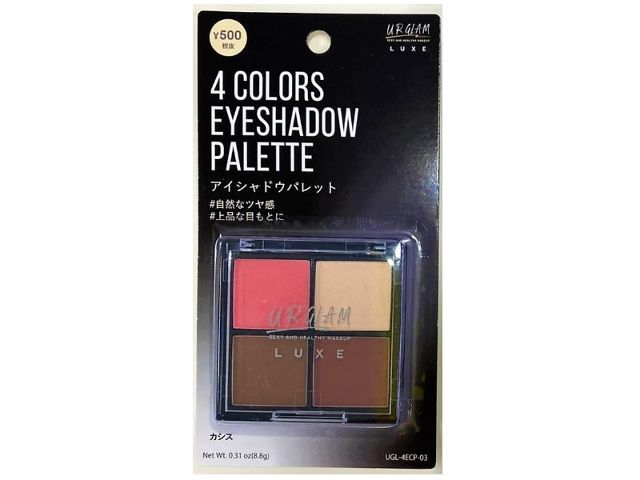 ¥500
税抜
URGLAM
SEXY AND HEALTHY MAKEUP
LUXE
4 COLORS
EYESHADOW
PALETTE
アイシャドウパレット
#自然なツヤ感
#上品な目もとに
URGLAM
SEXY AND HEALTHY MAKEUP
LUXE
カシス
Net Wt. 0.31 oz(8.8g)
UGL-4ECP-03